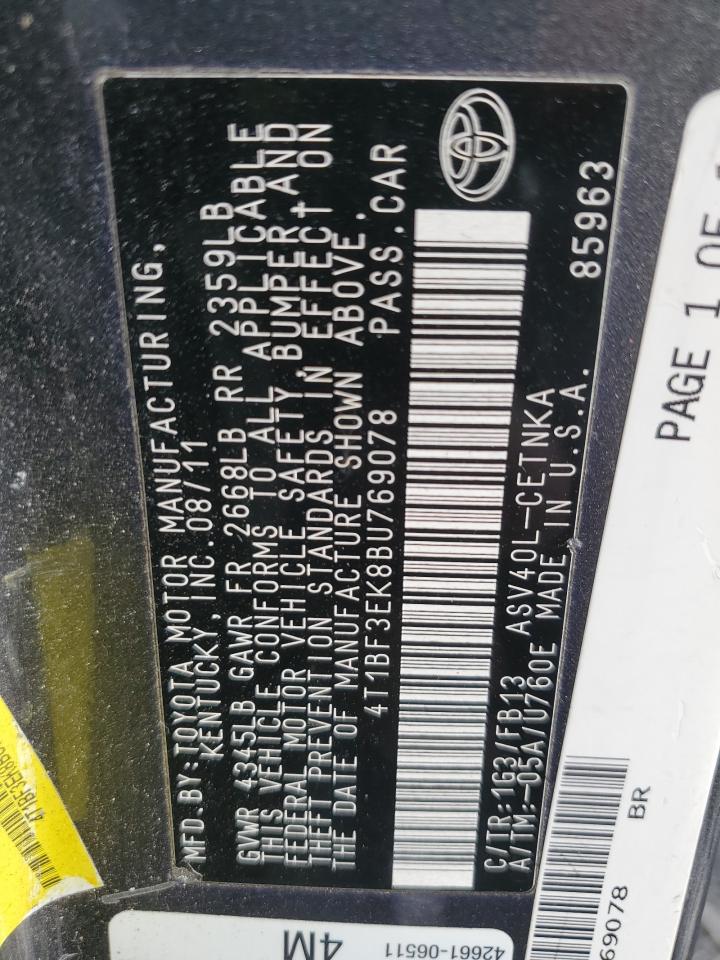 MFD.BY:TOYOTA MOTOR MANUFACTURING,
KENTUCKY, INC.08/11
GVWR 4345LB GAWR FR 2668LB RR 2359LB
THIS VEHICLE CONFORMS TO ALL APPLICABLE
FEDERAL MOTOR VEHICLE SAFETY, BUMPER, AND
THEFT PREVENTION STANDARDS IN EFFECT ON
THE DATE OF MANUFACTURE SHOWN ABOVE.
4T1BF3EK8BU769078 PASS.CAR
C/TR:1G3/FB13 ASV40L-CETNKA
A/TM:-05A/U760E MADE IN U.S.A. 85963
PAGE 1 OF
BR
69078
4M
42661-06511
4T1BF3EK8BU